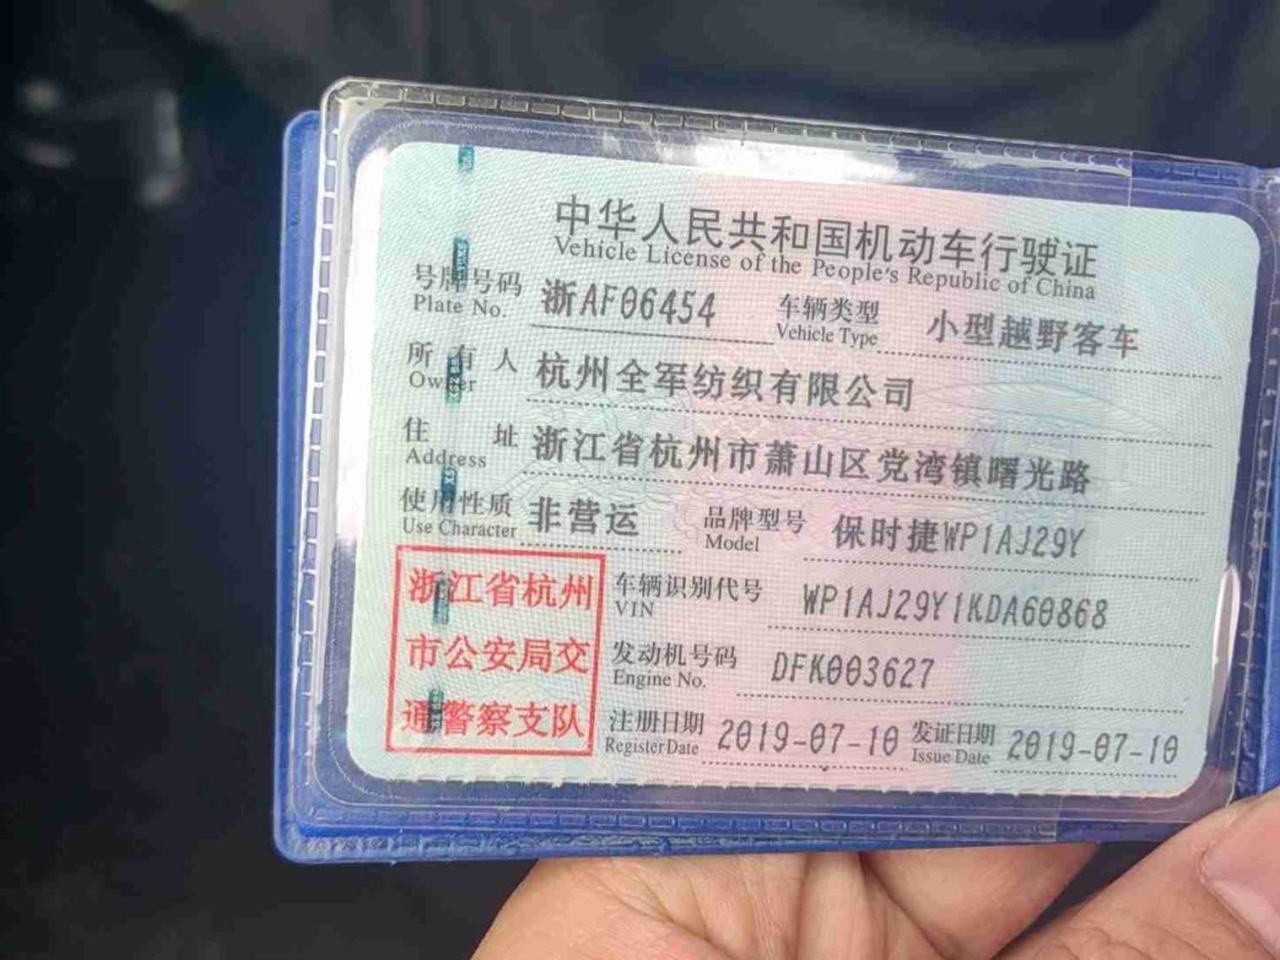 中华人民共和国机动车行驶证
Vehicle License of the People's Republic of China
号牌号码 浙AF06454 车辆类型 小型越野客车
Plate No. Vehicle Type
所有人 杭州全军纺织有限公司
Owner
住址 浙江省杭州市萧山区党湾镇曙光路
Address
使用性质 非营运 品牌型号 保时捷WP1AJ29Y
Use Character Model
浙江省杭州
市公安局交
通警察支队
车辆识别代号 WP1AJ29Y1KDA60868
VIN
发动机号码 DFK003627
Engine No.
注册日期 2019-07-10 发证日期 2019-07-10
Register Date Issue Date